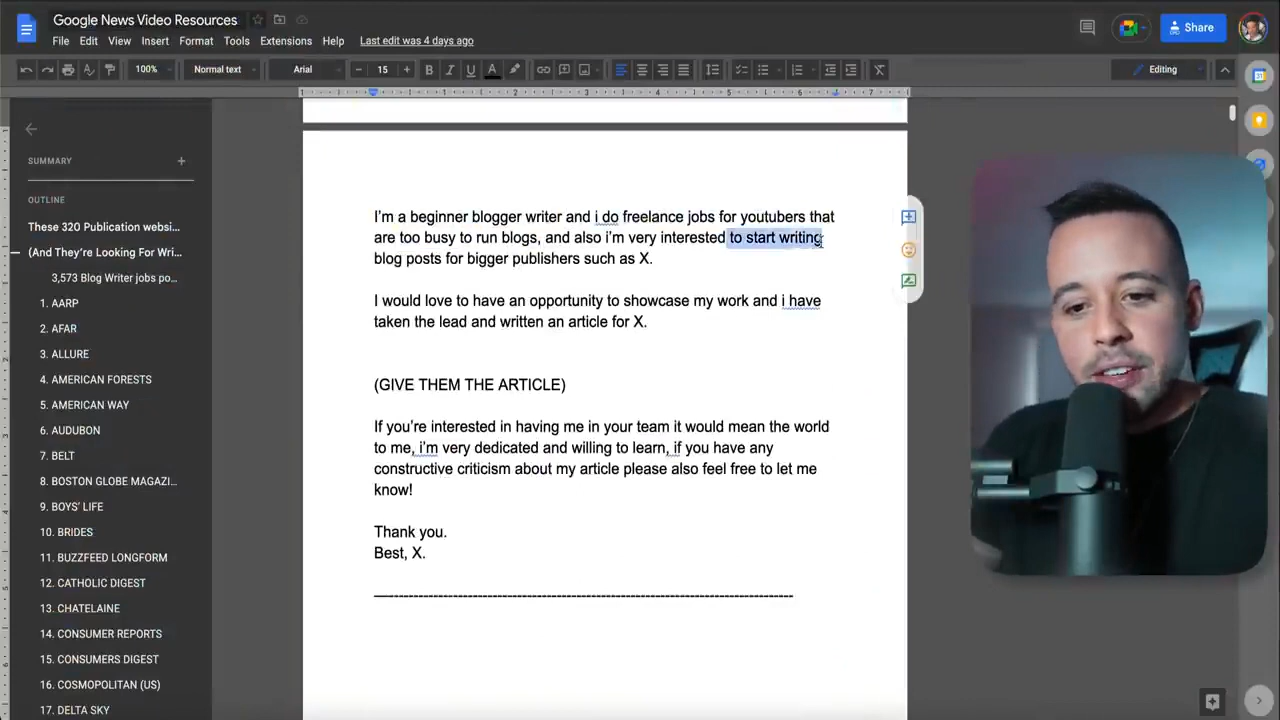 Google News Video Resources
File Edit View Insert Format Tools Extensions Help Last edit was 4 days ago
Share
100% Normal text Arial 15 Editing
1 1 2 3 4 5 6 7
SUMMARY
OUTLINE
These 320 Publication websi...
(And They're Looking For Wri...
3,573 Blog Writer jobs po...
1. AARP
2. AFAR
3. ALLURE
4. AMERICAN FORESTS
5. AMERICAN WAY
6. AUDUBON
7. BELT
8. BOSTON GLOBE MAGAZI...
9. BOYS' LIFE
10. BRIDES
11. BUZZFEED LONGFORM
12. CATHOLIC DIGEST
13. CHATELAINE
14. CONSUMER REPORTS
15. CONSUMERS DIGEST
16. COSMOPOLITAN (US)
17. DELTA SKY
I'm a beginner blogger writer and i do freelance jobs for youtubers that
are too busy to run blogs, and also i'm very interested to start writing
blog posts for bigger publishers such as X.
I would love to have an opportunity to showcase my work and i have
taken the lead and written an article for X.
(GIVE THEM THE ARTICLE)
If you're interested in having me in your team it would mean the world
to me, i'm very dedicated and willing to learn, if you have any
constructive criticism about my article please also feel free to let me
know!
Thank you.
Best, X.